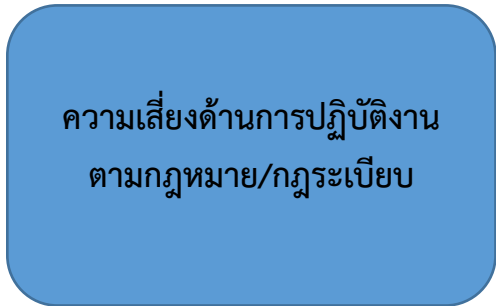 ความเสี่ยงด้านการปฏิบัติงาน
ตามกฎหมาย/กฎระเบียบ